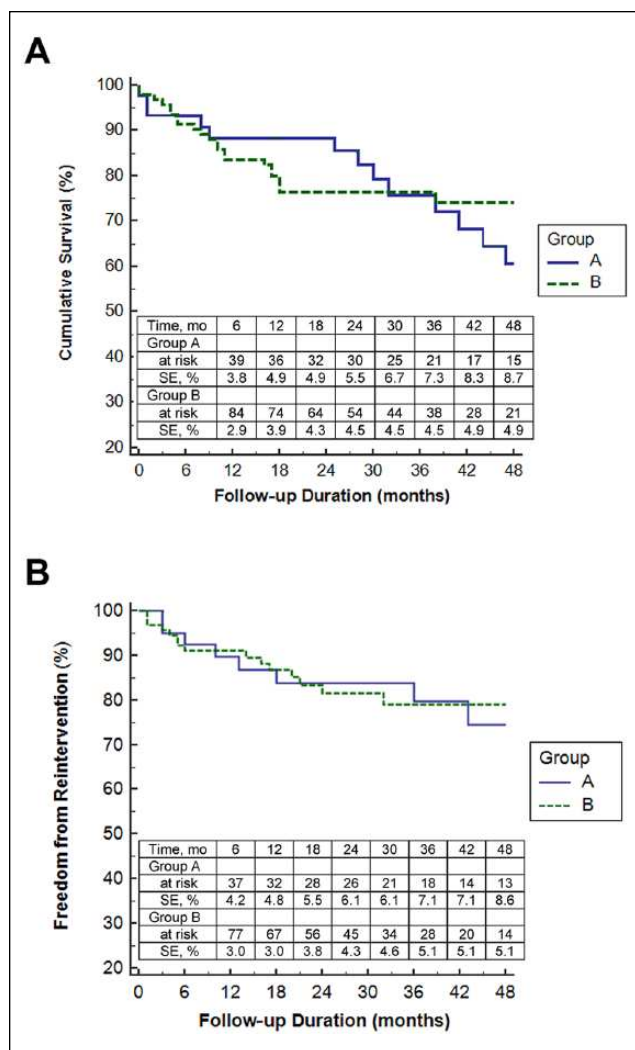 A
100
90
80
70
60
50
40
30
20
Cumulative Survival (%)
Group
A
B
Time, mo 6 12 18 24 30 36 42 48
Group A
at risk 39 36 32 30 25 21 17 15
SE, % 3.8 4.9 4.9 5.5 6.7 7.3 8.3 8.7
Group B
at risk 84 74 64 54 44 38 28 21
SE, % 2.9 3.9 4.3 4.5 4.5 4.5 4.9 4.9
0 6 12 18 24 30 36 42 48
Follow-up Duration (months)
B
100
90
80
70
60
50
40
30
20
Freedom from Reintervention (%)
Group
A
B
Time, mo 6 12 18 24 30 36 42 48
Group A
at risk 37 32 28 26 21 18 14 13
SE, % 4.2 4.8 5.5 6.1 6.1 7.1 7.1 8.6
Group B
at risk 77 67 56 45 34 28 20 14
SE, % 3.0 3.0 3.8 4.3 4.6 5.1 5.1 5.1
0 6 12 18 24 30 36 42 48
Follow-up Duration (months)